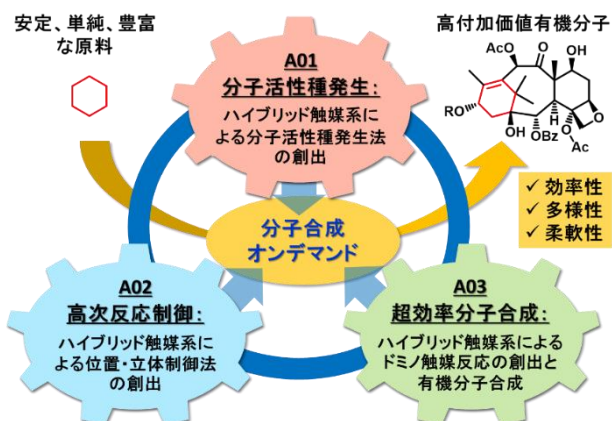 安定、単純、豊富
な原料
高付加価値有機分子
A01
分子活性種発生：
ハイブリッド触媒系に
よる分子活性種発生法
の創出
AcO
O
OH
RO
OH
OBz
O
Ac
O
✓ 効率性
✓ 多様性
✓ 柔軟性
分子合成
オンデマンド
A02
高次反応制御：
ハイブリッド触媒系に
よる位置・立体制御法
の創出
A03
超効率分子合成：
ハイブリッド触媒系による
ドミノ触媒反応の創出と
有機分子合成